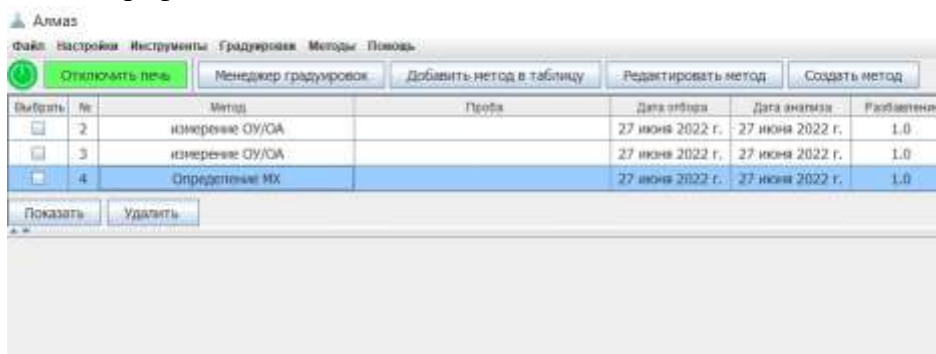 Алмаз
Файл Настройки Инструменты Градуировки Методы Помощь
Отключить печь Менеджер градуировок Добавить метод в таблицу Редактировать метод Создать метод
Выбрать № Метод Проба Дата отбора Дата анализа Разбавление
2 измерение ОУ/ОА 27 июня 2022 г. 27 июня 2022 г. 1.0
3 измерение ОУ/ОА 27 июня 2022 г. 27 июня 2022 г. 1.0
4 Определение МХ 27 июня 2022 г. 27 июня 2022 г. 1.0
Показать Удалить